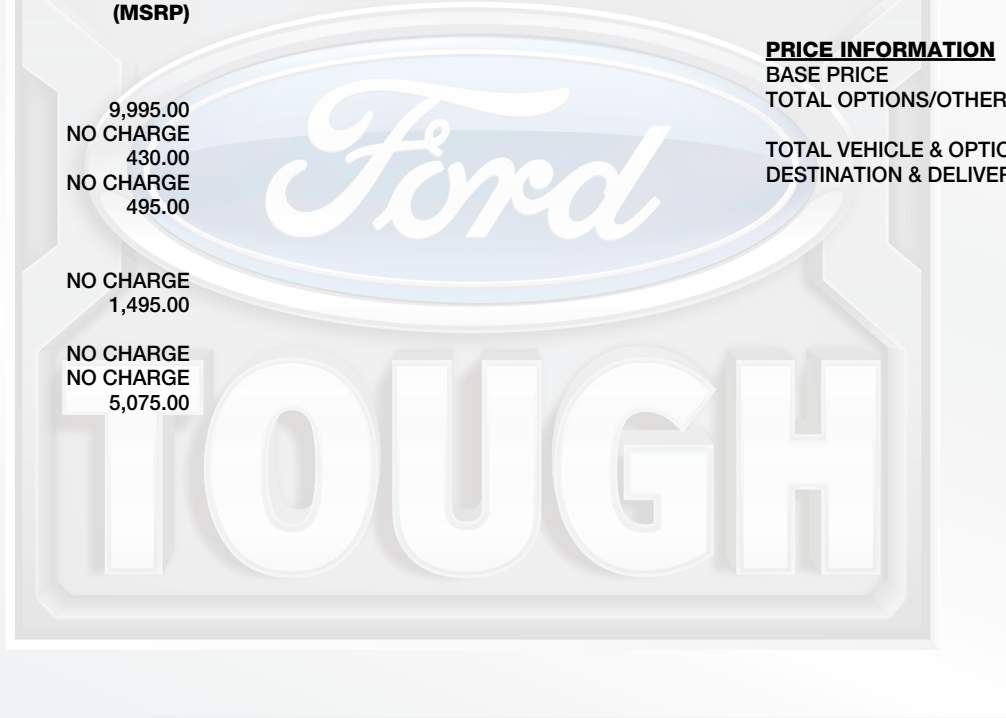 (MSRP)
9,995.00
NO CHARGE
430.00
NO CHARGE
495.00
NO CHARGE
1,495.00
NO CHARGE
NO CHARGE
5,075.00
PRICE INFORMATION
BASE PRICE
TOTAL OPTIONS/OTHER
TOTAL VEHICLE & OPTIO
DESTINATION & DELIVER
Ford
TOUGH